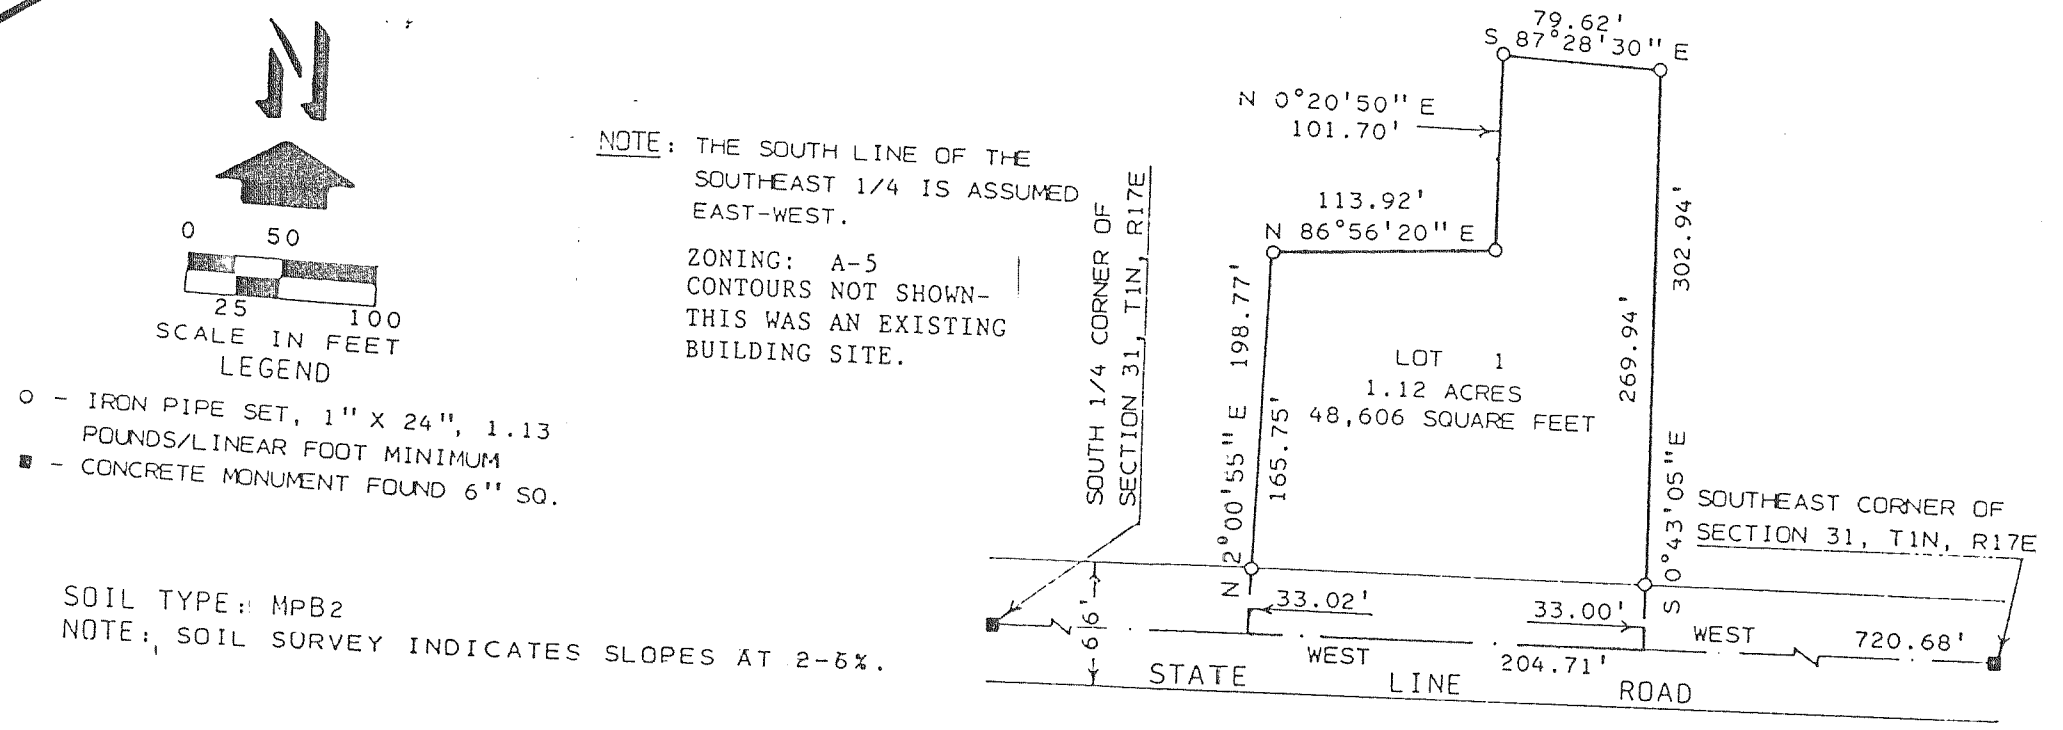 N
0 50
25 100
SCALE IN FEET
LEGEND
O - IRON PIPE SET, 1" X 24", 1.13
POUNDS/LINEAR FOOT MINIMUM
■ - CONCRETE MONUMENT FOUND 6" SQ.
SOIL TYPE: MPB2
NOTE: SOIL SURVEY INDICATES SLOPES AT 2-6%.
NOTE: THE SOUTH LINE OF THE
SOUTHEAST 1/4 IS ASSUMED
EAST-WEST.
ZONING: A-5
CONTOURS NOT SHOWN-
THIS WAS AN EXISTING
BUILDING SITE.
SOUTH 1/4 CORNER OF
SECTION 31, T1N, R17E
79.62'
S 87°28'30" E
N 0°20'50" E
101.70'
113.92'
N 86°56'20" E
N 2°00'55" E 198.77'
165.75'
LOT 1
1.12 ACRES
48,606 SQUARE FEET
269.94'
S 0°43'05"E 302.94'
SOUTHEAST CORNER OF
SECTION 31, T1N, R17E
66'
33.02'
33.00'
WEST 720.68'
WEST 204.71'
STATE LINE ROAD